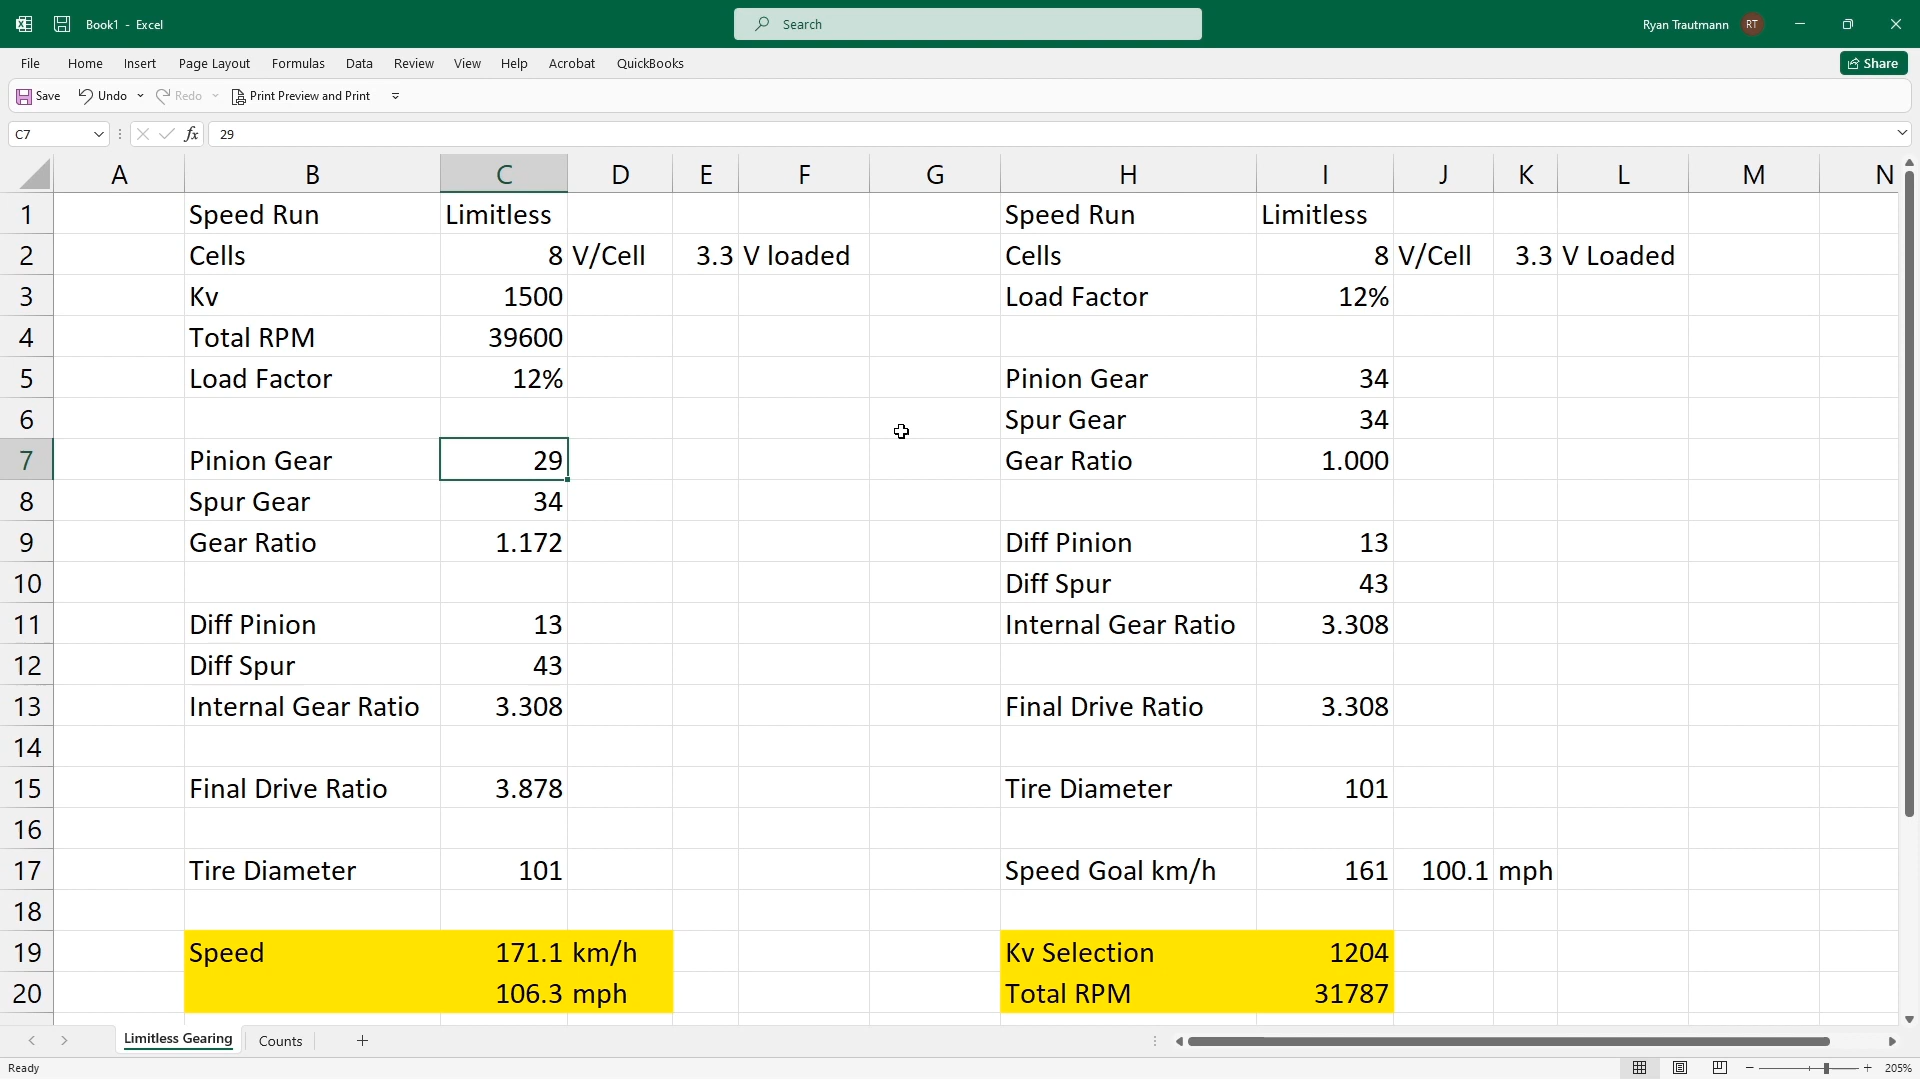 Book1 - Excel
Search
Ryan Trautmann RT
File Home Insert Page Layout Formulas Data Review View Help Acrobat QuickBooks
Share
Save Undo Redo Print Preview and Print
C7 fx 29
A B C D E F G H I J K L M N
1 Speed Run Limitless Speed Run Limitless
2 Cells 8 V/Cell 3.3 V loaded Cells 8 V/Cell 3.3 V Loaded
3 Kv 1500 Load Factor 12%
4 Total RPM 39600
5 Load Factor 12% Pinion Gear 34
6 Spur Gear 34
7 Pinion Gear 29 Gear Ratio 1.000
8 Spur Gear 34
9 Gear Ratio 1.172 Diff Pinion 13
10 Diff Spur 43
11 Diff Pinion 13 Internal Gear Ratio 3.308
12 Diff Spur 43
13 Internal Gear Ratio 3.308 Final Drive Ratio 3.308
14
15 Final Drive Ratio 3.878 Tire Diameter 101
16
17 Tire Diameter 101 Speed Goal km/h 161 100.1 mph
18
19 Speed 171.1 km/h Kv Selection 1204
20 106.3 mph Total RPM 31787
Limitless Gearing Counts
Ready 205%